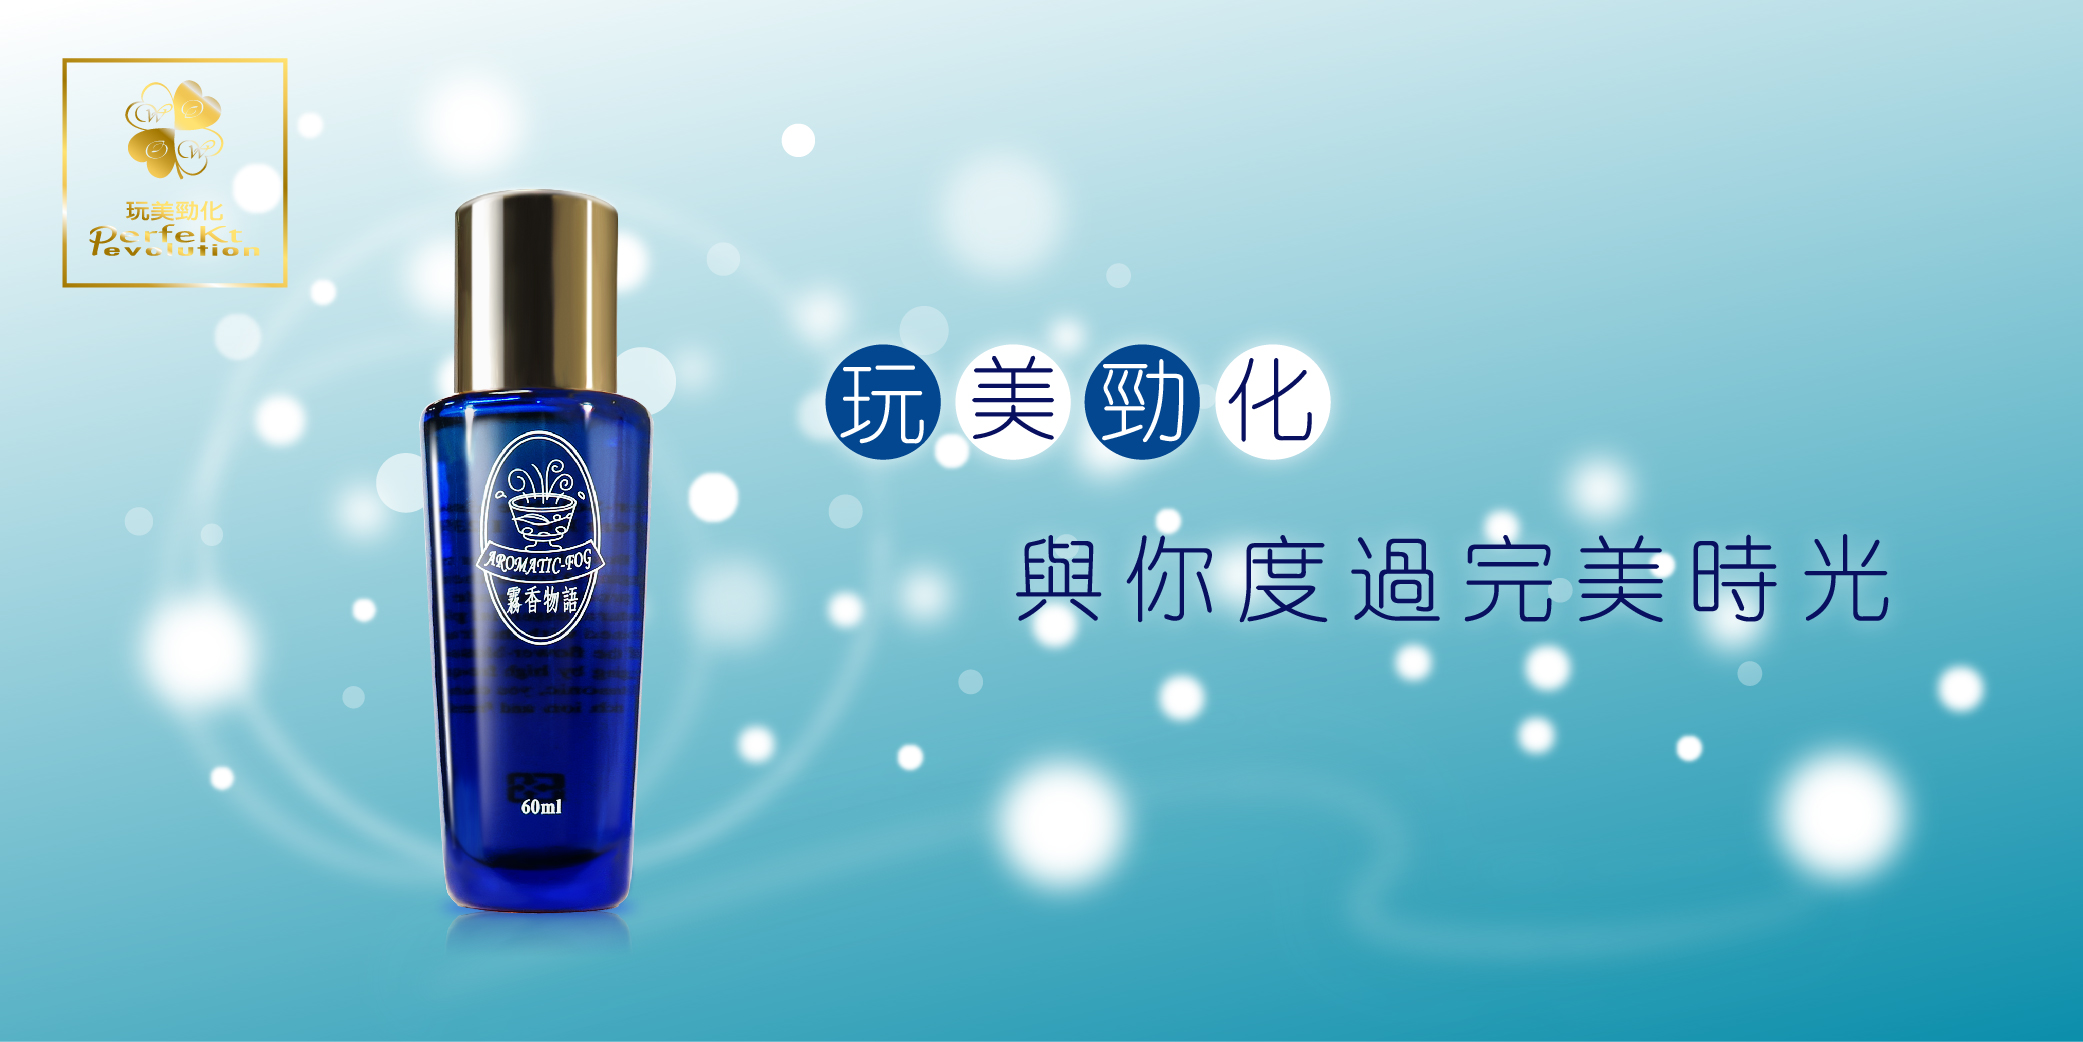 玩美勁化
Perfekt
revolution
玩美勁化
與你度過完美時光
AROMATIC-FOG
霧香物語
60ml